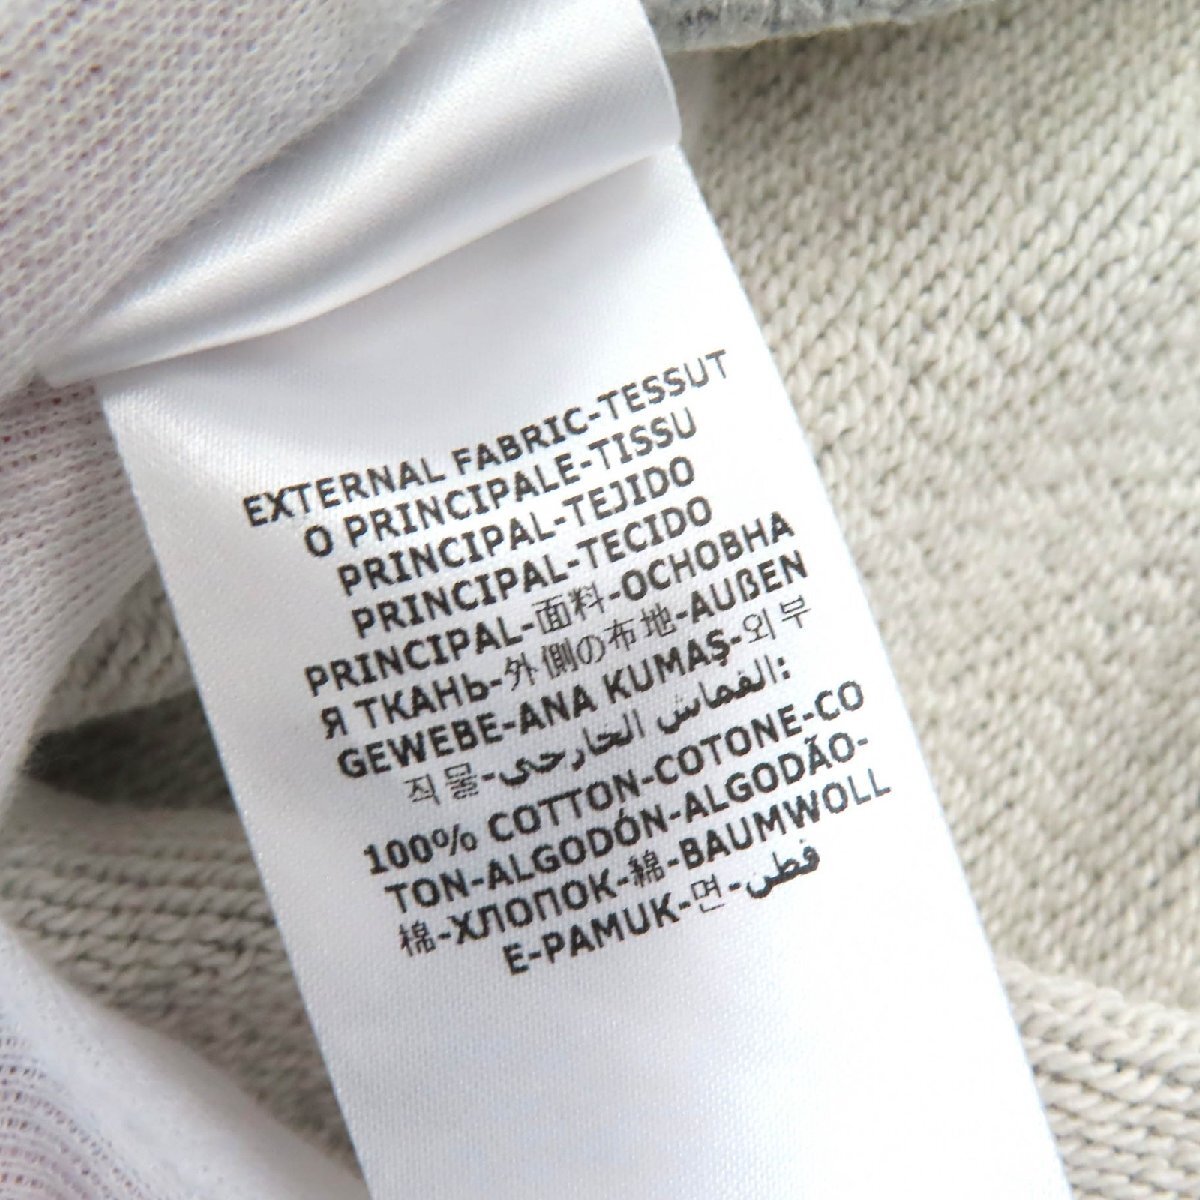 EXTERNAL FABRIC-TESSUT
O PRINCIPALE-TISSU
PRINCIPAL-TEJIDO
PRINCIPAL-TECIDO
PRINCIPAL-面料-ОСНОВНА
Я ТКАНЬ-外側の布地-AUßEN
GEWEBE-ANA KUMAŞ-외부
직물-القماش الخارجي:
100% COTTON-COTONE-CO
TON-ALGODÓN-ALGODÃO-
棉-ХЛОПОК-綿-BAUMWOLL
E-PAMUK-면-قطن